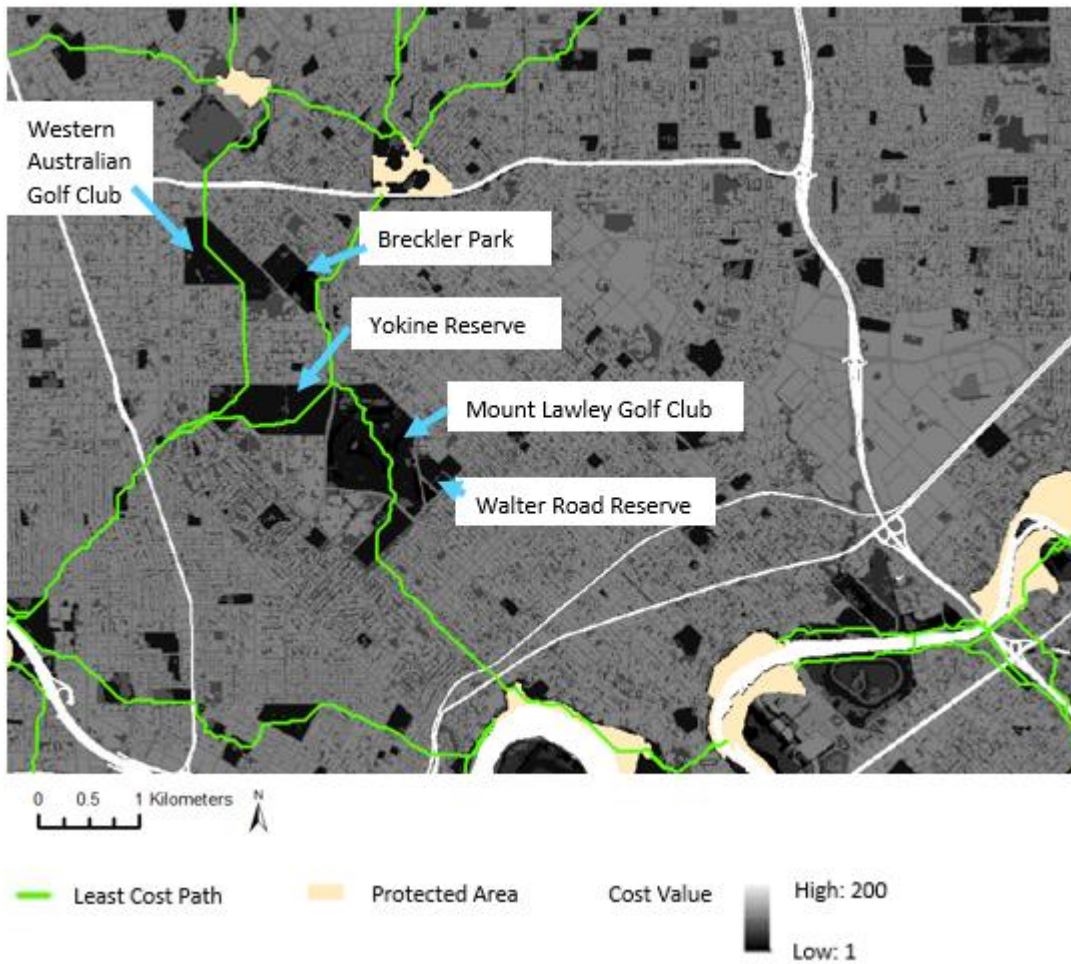 Western
Australian
Golf Club
Breckler Park
Yokine Reserve
Mount Lawley Golf Club
Walter Road Reserve
0 0.5 1 Kilometers N
Least Cost Path
Protected Area
Cost Value
High: 200
Low: 1